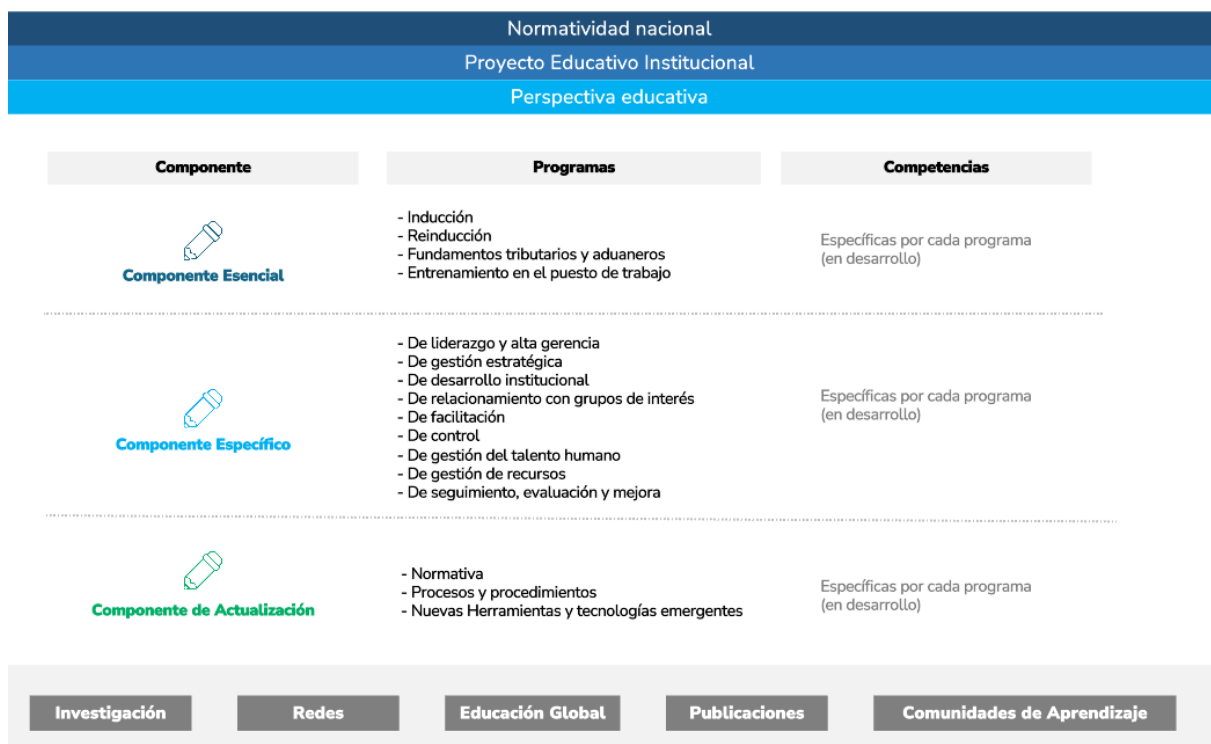 Normatividad nacional
Proyecto Educativo Institucional
Perspectiva educativa
Componente
Programas
Competencias
Componente Esencial
- Inducción
- Reinducción
- Fundamentos tributarios y aduaneros
- Entrenamiento en el puesto de trabajo
Específicas por cada programa
(en desarrollo)
Componente Específico
- De liderazgo y alta gerencia
- De gestión estratégica
- De desarrollo institucional
- De relacionamiento con grupos de interés
- De facilitación
- De control
- De gestión del talento humano
- De gestión de recursos
- De seguimiento, evaluación y mejora
Específicas por cada programa
(en desarrollo)
Componente de Actualización
- Normativa
- Procesos y procedimientos
- Nuevas Herramientas y tecnologías emergentes
Específicas por cada programa
(en desarrollo)
Investigación
Redes
Educación Global
Publicaciones
Comunidades de Aprendizaje